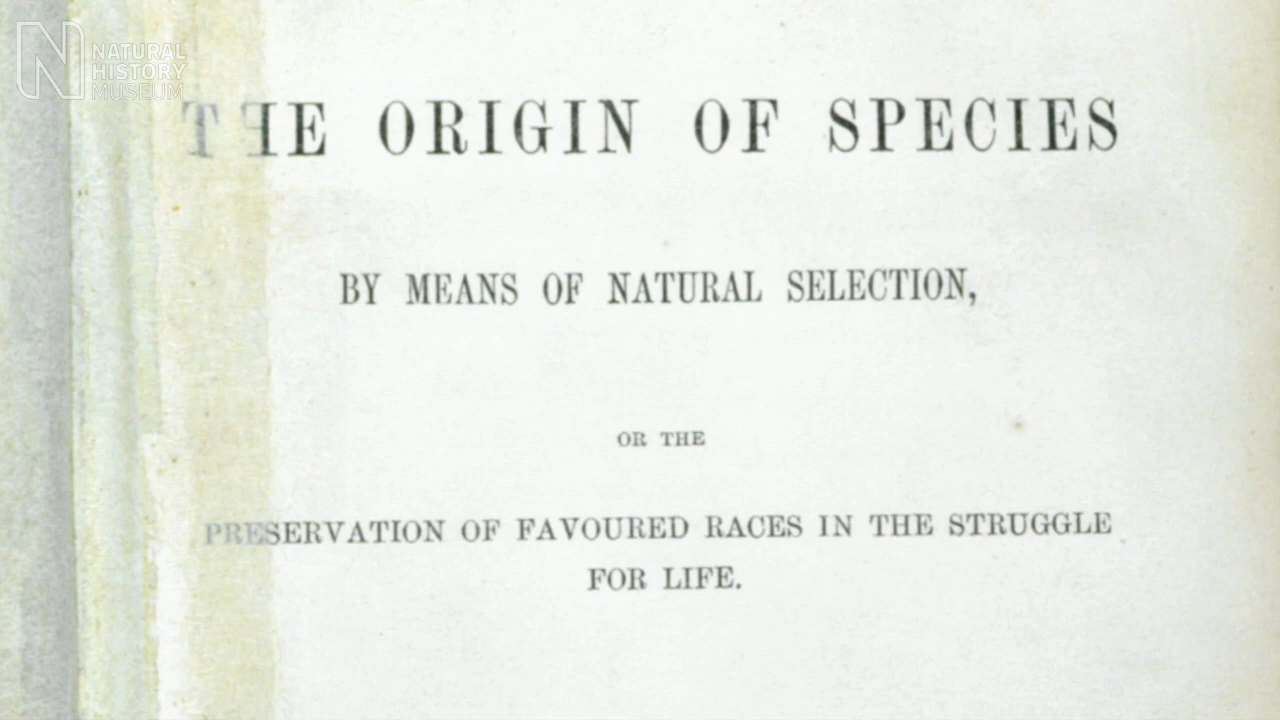 NATURAL
HISTORY
MUSEUM
THE ORIGIN OF SPECIES
BY MEANS OF NATURAL SELECTION,
OR THE
PRESERVATION OF FAVOURED RACES IN THE STRUGGLE
FOR LIFE.